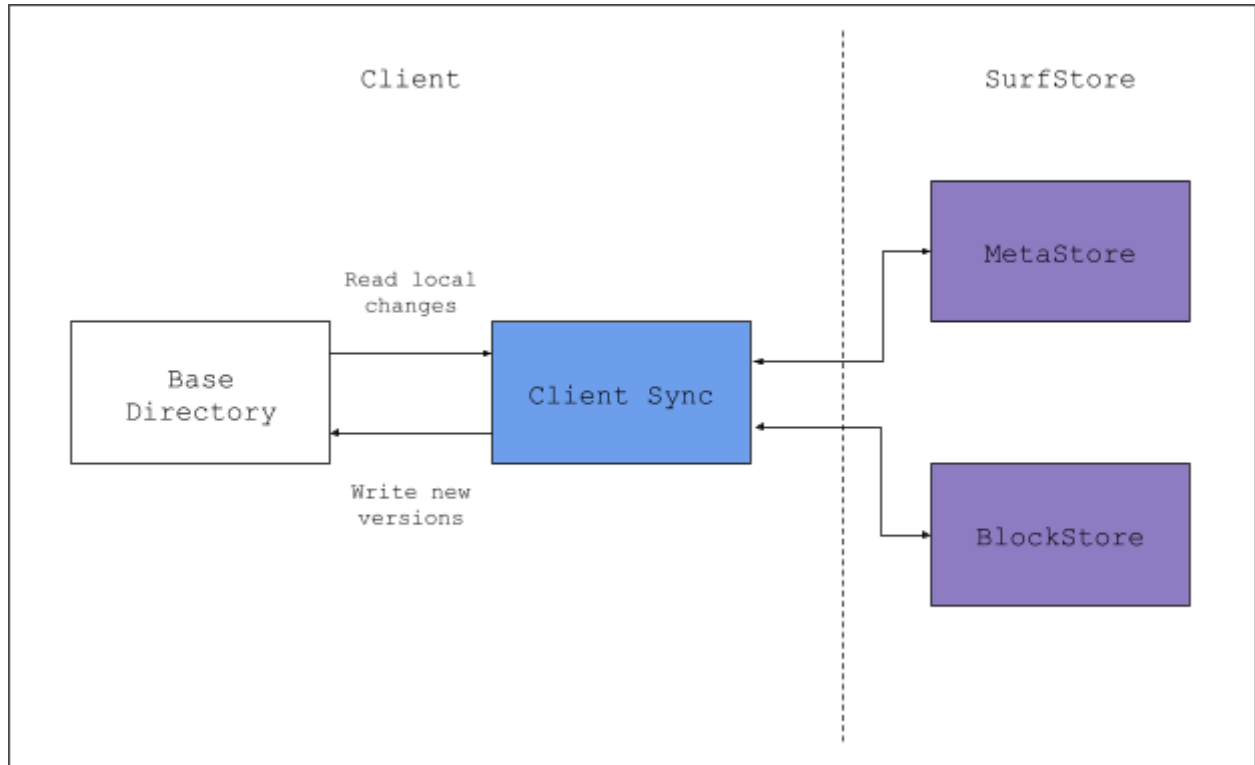 Client
SurfStore
MetaStore
Read local
changes
Base
Directory
Client Sync
Write new
versions
BlockStore